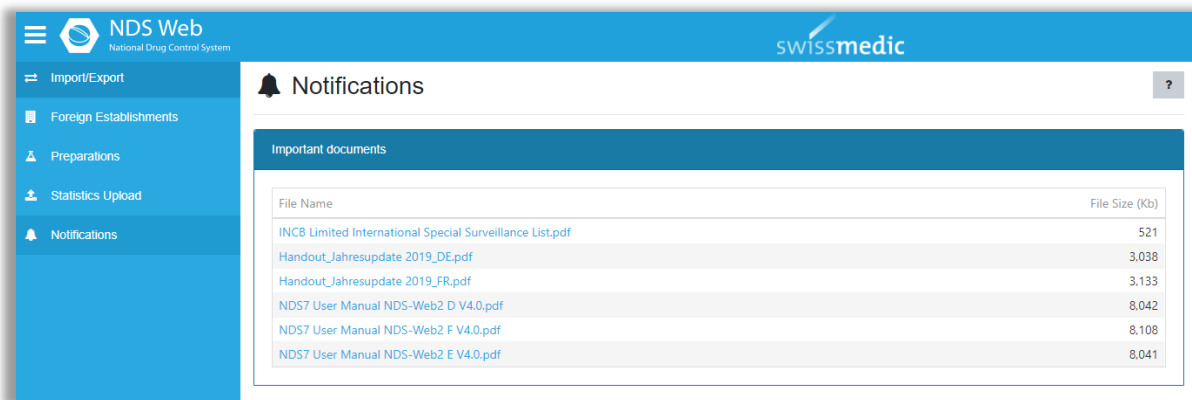 NDS Web
National Drug Control System
swissmedic
Import/Export
Foreign Establishments
Preparations
Statistics Upload
Notifications
Notifications
?
Important documents
File Name File Size (Kb)
INCB Limited International Special Surveillance List.pdf 521
Handout_Jahresupdate 2019_DE.pdf 3,038
Handout_Jahresupdate 2019_FR.pdf 3,133
NDS7 User Manual NDS-Web2 D V4.0.pdf 8,042
NDS7 User Manual NDS-Web2 F V4.0.pdf 8,108
NDS7 User Manual NDS-Web2 E V4.0.pdf 8,041